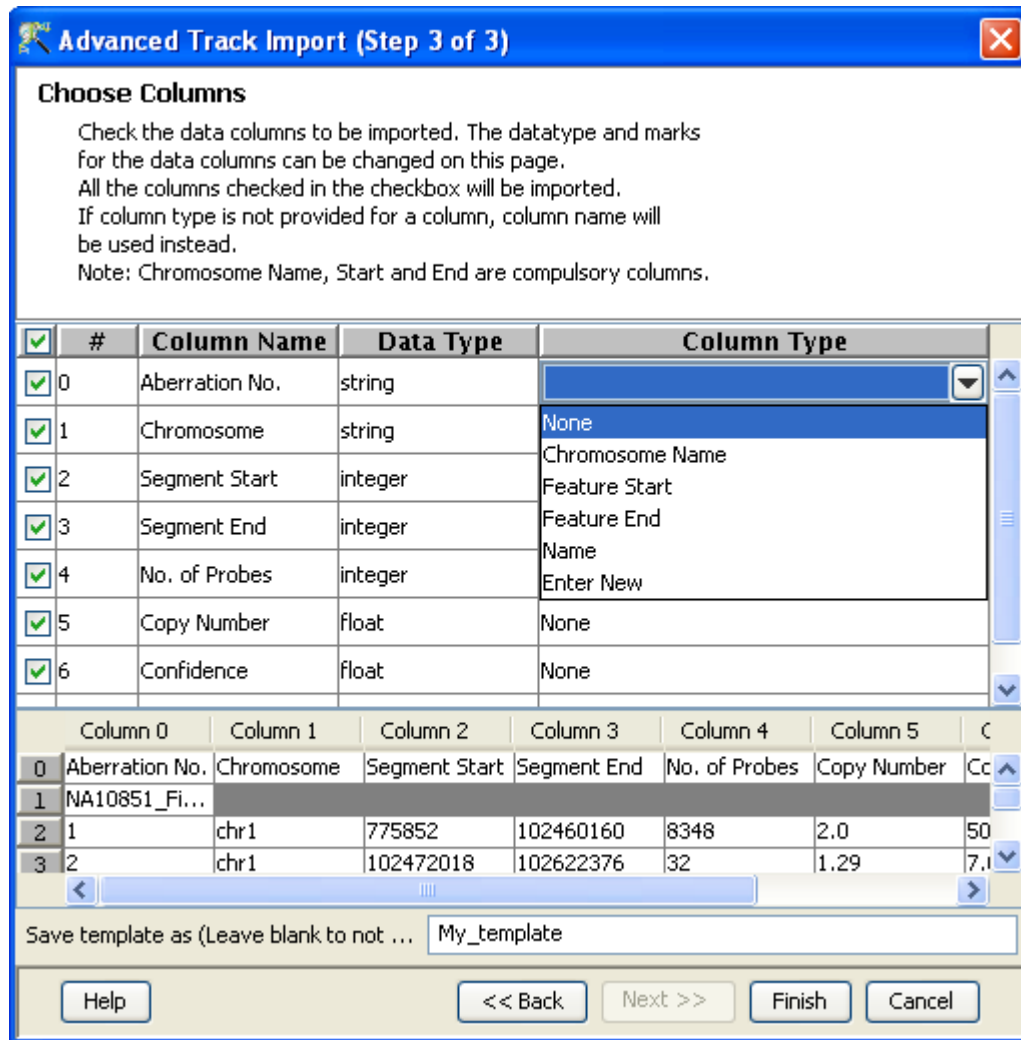 Advanced Track Import (Step 3 of 3)
Choose Columns
Check the data columns to be imported. The datatype and marks
for the data columns can be changed on this page.
All the columns checked in the checkbox will be imported.
If column type is not provided for a column, column name will
be used instead.
Note: Chromosome Name, Start and End are compulsory columns.
# Column Name Data Type Column Type
0 Aberration No. string
1 Chromosome string
2 Segment Start integer
3 Segment End integer
4 No. of Probes integer
None
Chromosome Name
Feature Start
Feature End
Name
Enter New
5 Copy Number float None
6 Confidence float None
Column 0 Column 1 Column 2 Column 3 Column 4 Column 5 C
0 Aberration No. Chromosome Segment Start Segment End No. of Probes Copy Number Co
1 NA10851_Fi...
2 1 chr1 775852 102460160 8348 2.0 50
3 2 chr1 102472018 102622376 32 1.29 7.
Save template as (Leave blank to not ... My_template
Help << Back Next >> Finish Cancel